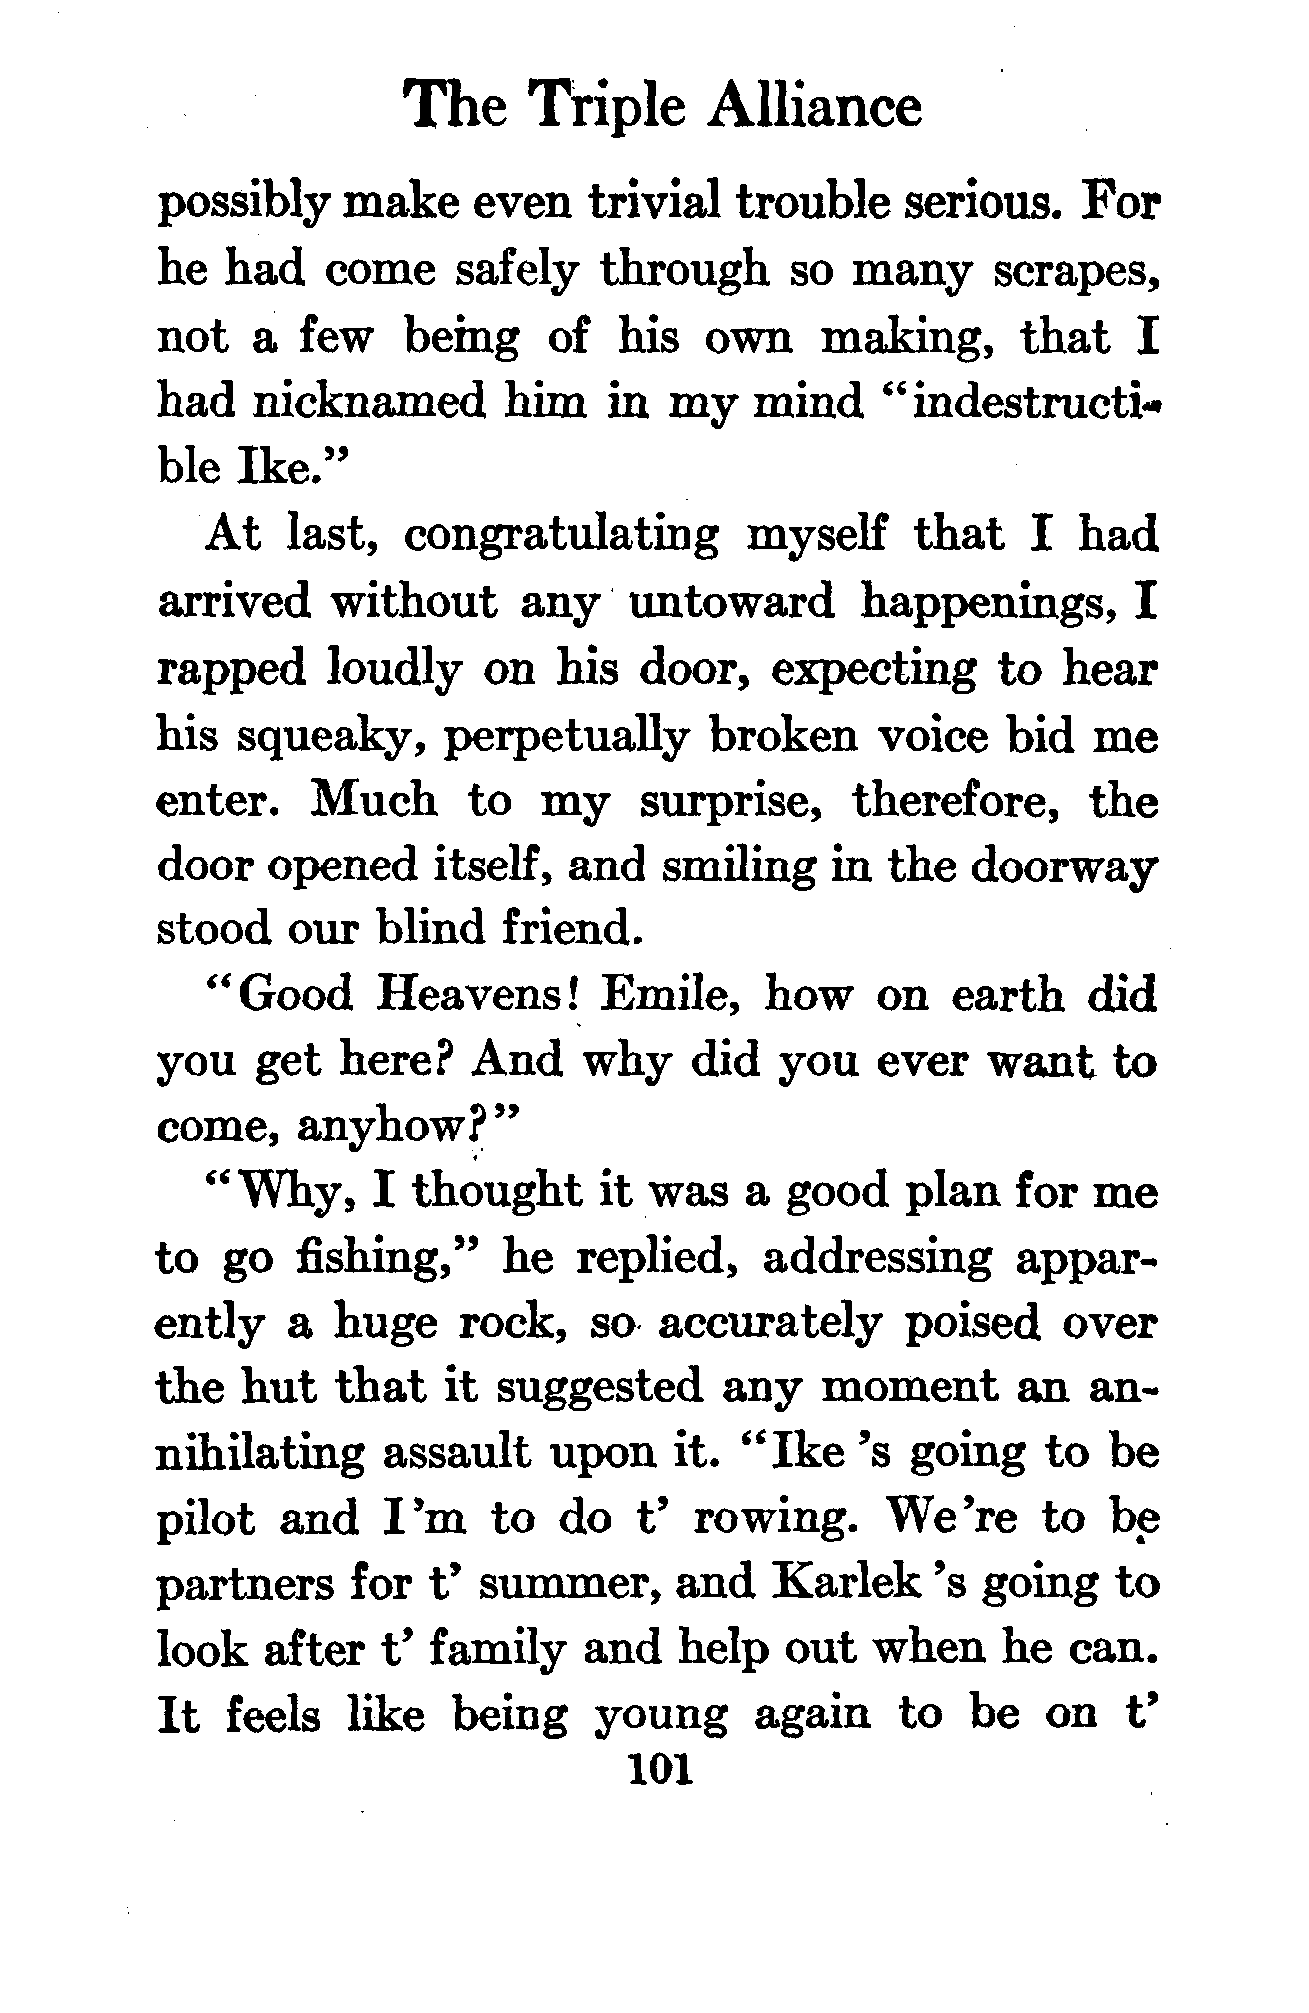 The Triple Alliance
possibly make even trivial trouble serious. For
he had come safely through so many scrapes,
not a few being of his own making, that I
had nicknamed him in my mind “indestructi-
ble Ike.”
At last, congratulating myself that I had
arrived without any untoward happenings, I
rapped loudly on his door, expecting to hear
his squeaky, perpetually broken voice bid me
enter. Much to my surprise, therefore, the
door opened itself, and smiling in the doorway
stood our blind friend.
“Good Heavens! Emile, how on earth did
you get here? And why did you ever want to
come, anyhow?”
“Why, I thought it was a good plan for me
to go fishing,” he replied, addressing appar-
ently a huge rock, so accurately poised over
the hut that it suggested any moment an an-
nihilating assault upon it. “Ike ’s going to be
pilot and I ’m to do t’ rowing. We ’re to be
partners for t’ summer, and Karlek ’s going to
look after t’ family and help out when he can.
It feels like being young again to be on t’
101